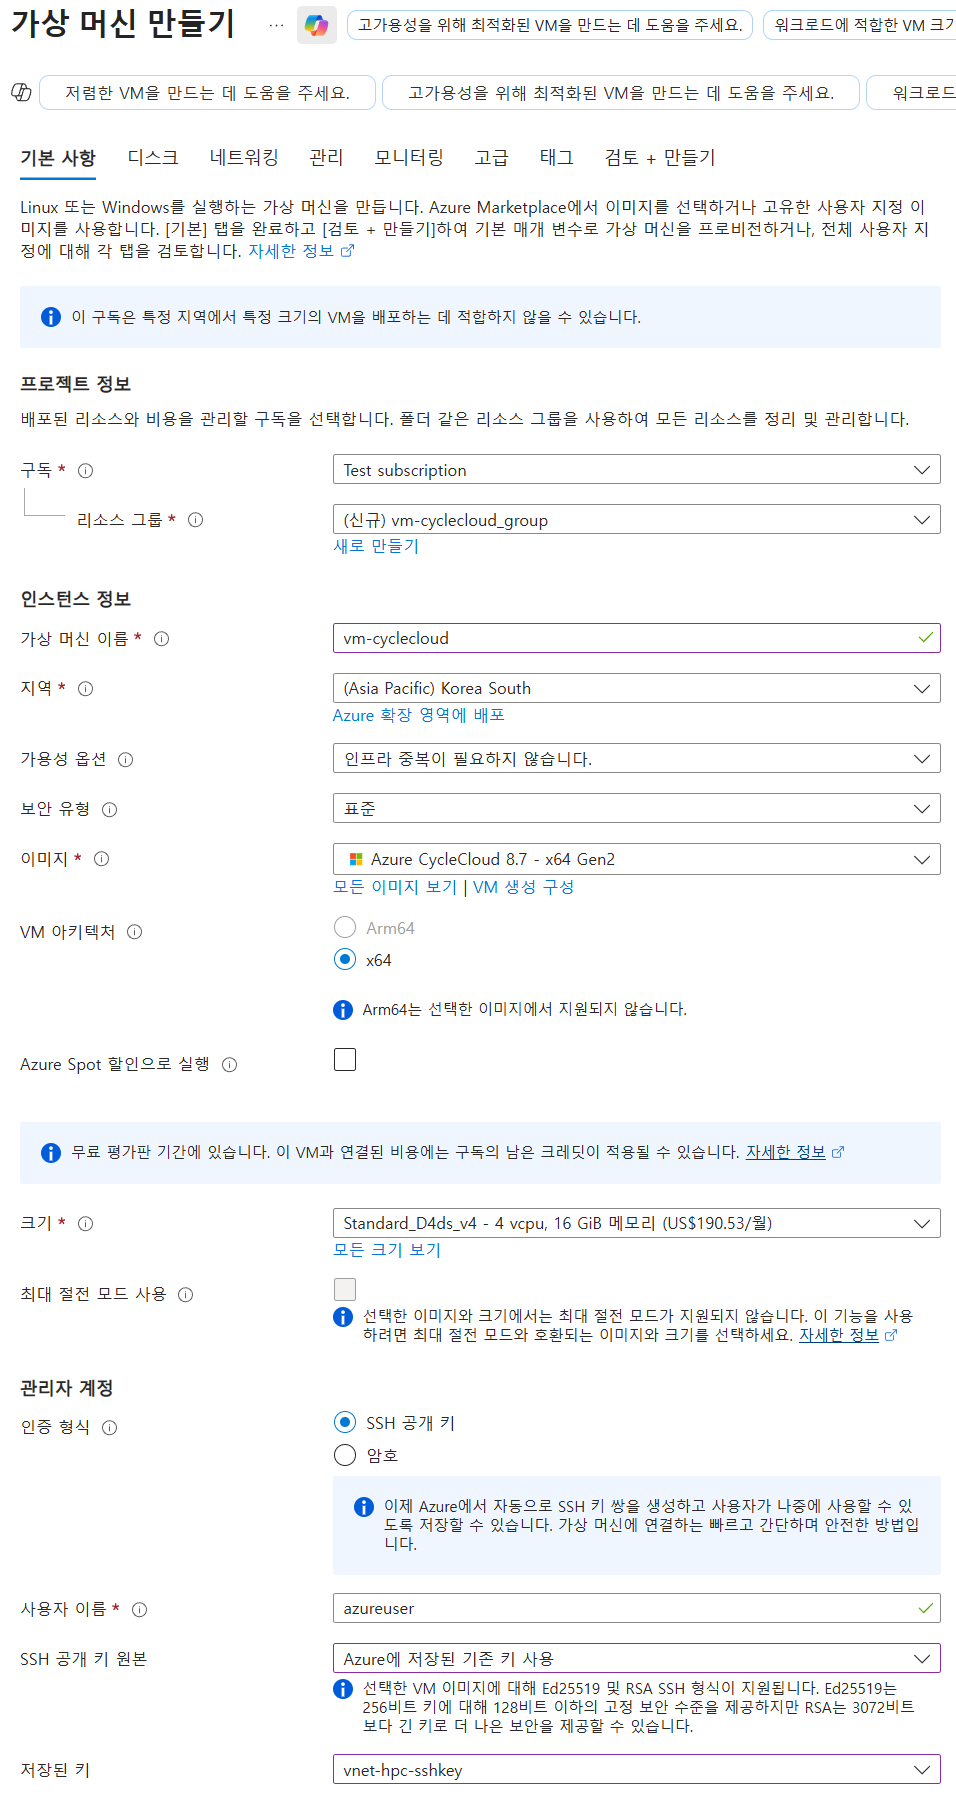 가상 머신 만들기
...
고가용성을 위해 최적화된 VM을 만드는 데 도움을 주세요.
워크로드에 적합한 VM 크기
저렴한 VM을 만드는 데 도움을 주세요.
고가용성을 위해 최적화된 VM을 만드는 데 도움을 주세요.
워크로드
기본 사항 디스크 네트워킹 관리 모니터링 고급 태그 검토 + 만들기
Linux 또는 Windows를 실행하는 가상 머신을 만듭니다. Azure Marketplace에서 이미지를 선택하거나 고유한 사용자 지정 이
미지를 사용합니다. [기본] 탭을 완료하고 [검토 + 만들기]하여 기본 매개 변수로 가상 머신을 프로비전하거나, 전체 사용자 지
정에 대해 각 탭을 검토합니다. 자세한 정보
이 구독은 특정 지역에서 특정 크기의 VM을 배포하는 데 적합하지 않을 수 있습니다.
프로젝트 정보
배포된 리소스와 비용을 관리할 구독을 선택합니다. 폴더 같은 리소스 그룹을 사용하여 모든 리소스를 정리 및 관리합니다.
구독 *
Test subscription
리소스 그룹 *
(신규) vm-cyclecloud_group
새로 만들기
인스턴스 정보
가상 머신 이름 *
vm-cyclecloud
지역 *
(Asia Pacific) Korea South
Azure 확장 영역에 배포
가용성 옵션
인프라 중복이 필요하지 않습니다.
보안 유형
표준
이미지 *
Azure CycleCloud 8.7 - x64 Gen2
모든 이미지 보기 | VM 생성 구성
VM 아키텍처
Arm64
x64
Arm64는 선택한 이미지에서 지원되지 않습니다.
Azure Spot 할인으로 실행
무료 평가판 기간에 있습니다. 이 VM과 연결된 비용에는 구독의 남은 크레딧이 적용될 수 있습니다. 자세한 정보
크기 *
Standard_D4ds_v4 - 4 vcpu, 16 GiB 메모리 (US$190.53/월)
모든 크기 보기
최대 절전 모드 사용
선택한 이미지와 크기에서는 최대 절전 모드가 지원되지 않습니다. 이 기능을 사용
하려면 최대 절전 모드와 호환되는 이미지와 크기를 선택하세요. 자세한 정보
관리자 계정
인증 형식
SSH 공개 키
암호
이제 Azure에서 자동으로 SSH 키 쌍을 생성하고 사용자가 나중에 사용할 수 있
도록 저장할 수 있습니다. 가상 머신에 연결하는 빠르고 간단하며 안전한 방법입
니다.
사용자 이름 *
azureuser
SSH 공개 키 원본
Azure에 저장된 기존 키 사용
선택한 VM 이미지에 대해 Ed25519 및 RSA SSH 형식이 지원됩니다. Ed25519는
256비트 키에 대해 128비트 이하의 고정 보안 수준을 제공하지만 RSA는 3072비트
보다 긴 키로 더 나은 보안을 제공할 수 있습니다.
저장된 키
vnet-hpc-sshkey